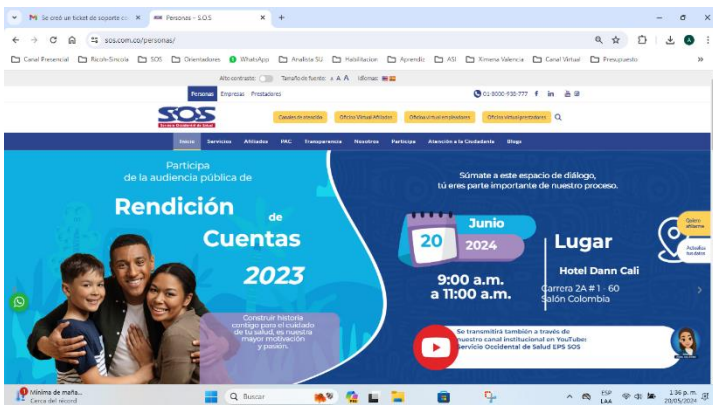 Se creó un ticket de soporte c
Personas – S.O.S
sos.com.co/personas/
Canal Presencial
Ricoh-Sincola
SOS
Orientadores
WhatsApp
Analista SU
Habilitacion
Aprendiz
ASI
Ximena Valencia
Canal Virtual
Presupuesto
Alto contraste:
Tamaño de fuente: A A A
Idiomas:
Personas Empresas Prestadores
01-8000-938-777
SOS
Servicio Occidental de Salud
Canales de atención
Oficina Virtual Afiliados
Oficina virtual empleadores
Oficina virtual prestadores
Inicio Servicios Afiliados PAC Transparencia Nosotros Participa Atención a la Ciudadanía Blogs
Participa
de la audiencia pública de
Rendición
de
Cuentas
2023
Construir historia
contigo para el cuidado
de tu salud, es nuestra
mayor motivación
y pasión.
Súmate a este espacio de diálogo,
tú eres parte importante de nuestro proceso.
Junio
20 2024
9:00 a.m.
a 11:00 a.m.
Lugar
Hotel Dann Cali
Carrera 2A # 1 - 60
Salón Colombia
Se transmitirá también a través de
nuestro canal institucional en YouTube:
Servicio Occidental de Salud EPS SOS
Quiero
afiliarme
Actualiza
tus datos
Mínima de maña...
Cerca del récord
Buscar
ESP
LAA
1:36 p. m.
20/05/2024